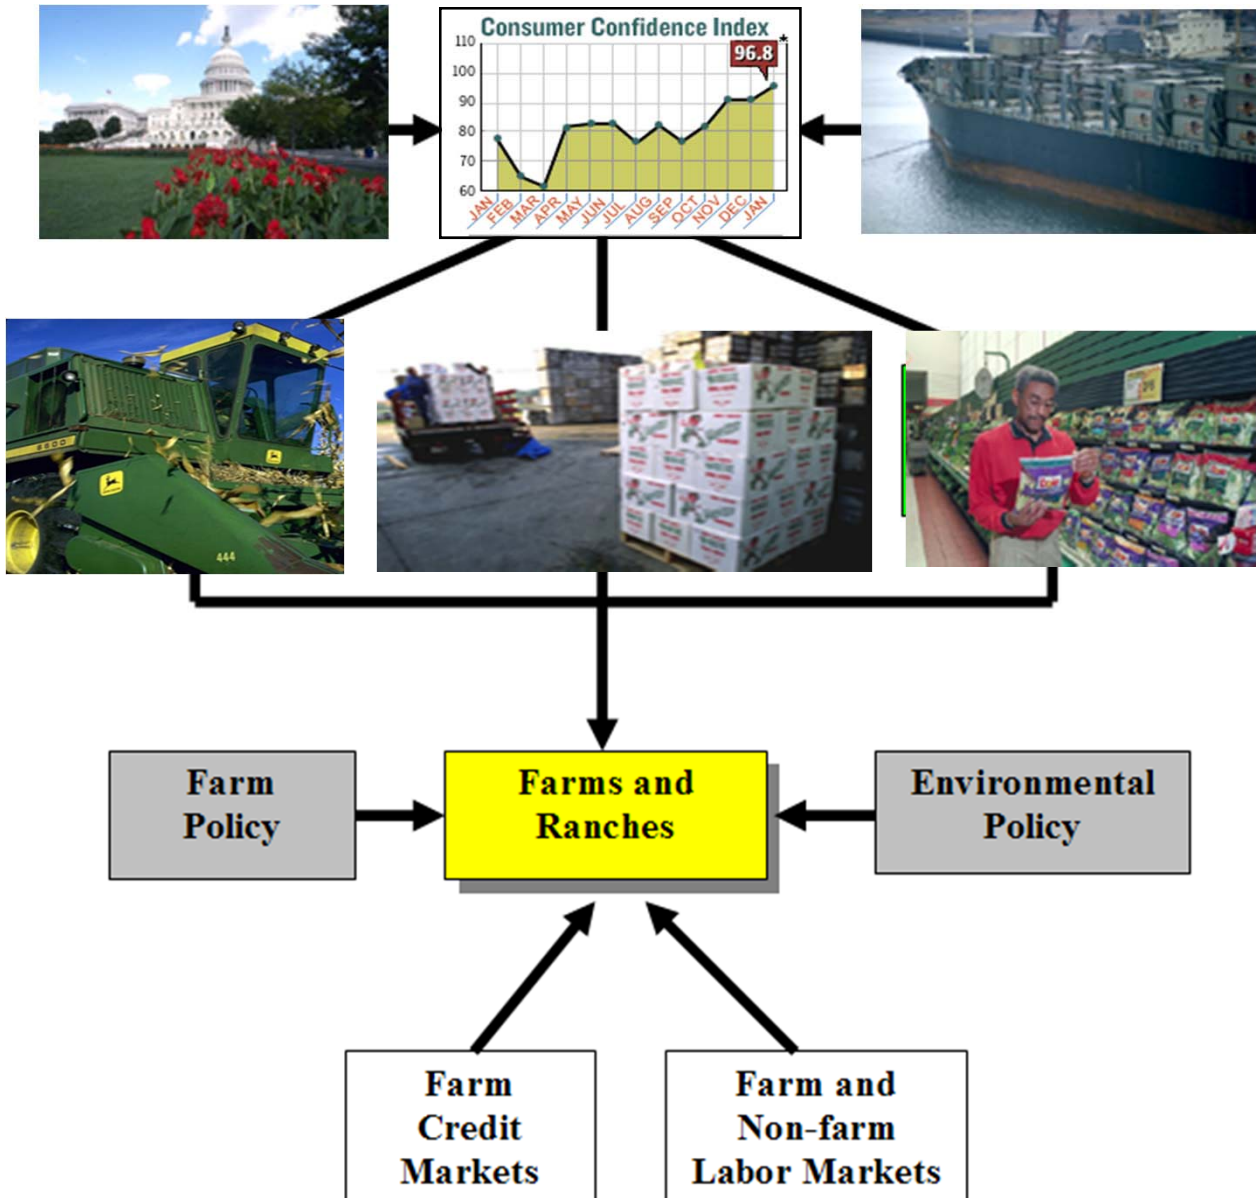 Consumer Confidence Index
*
96.8
110
100
90
80
70
60
JAN
FEB
MAR
APR
MAY
JUN
JUL
AUG
SEP
OCT
NOV
DEC
JAN
6600
444
Dole
Farm
Policy
Farms and
Ranches
Environmental
Policy
Farm
Credit
Markets
Farm and
Non-farm
Labor Markets